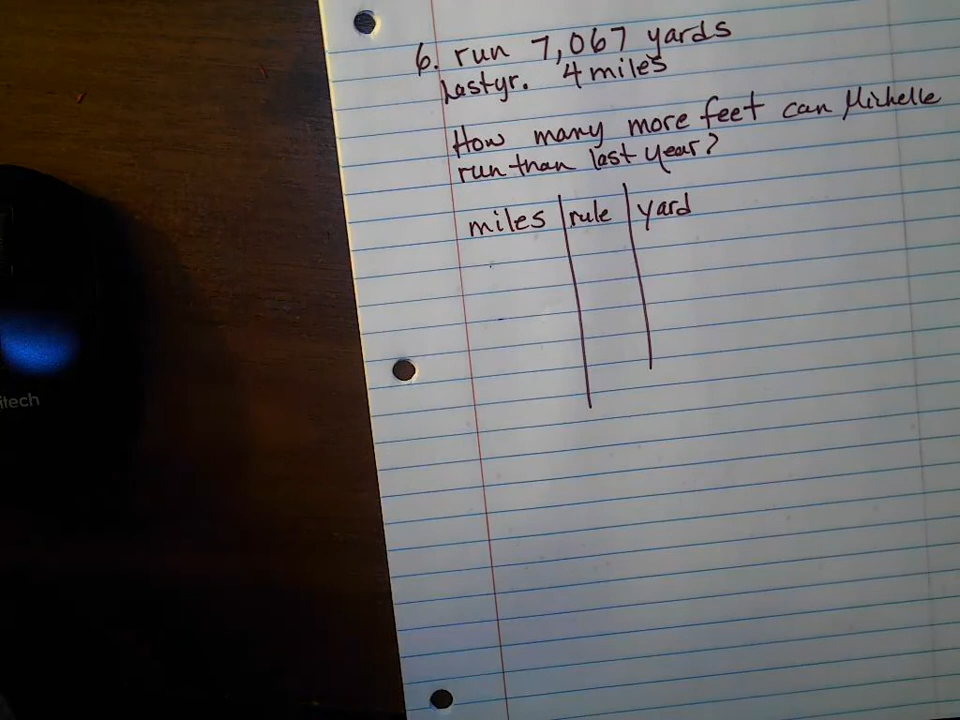 6. run 7,067 yards
Last yr. 4 miles
How many more feet can Michelle
run than last year?
miles | rule | yard
itech